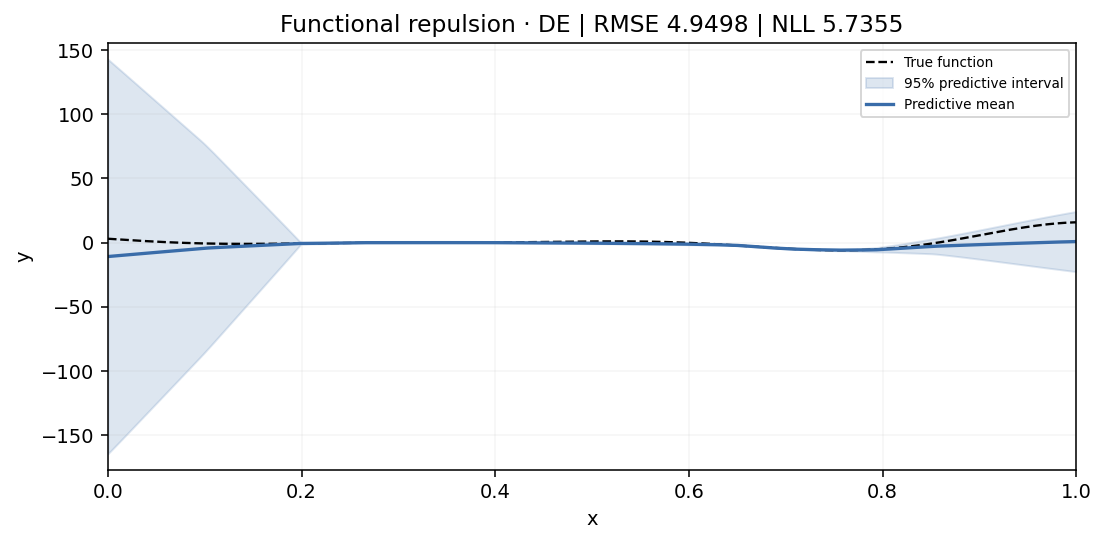 Functional repulsion · DE | RMSE 4.9498 | NLL 5.7355
True function
95% predictive interval
Predictive mean
150
100
50
0
−50
−100
−150
y
0.0 0.2 0.4 0.6 0.8 1.0
x